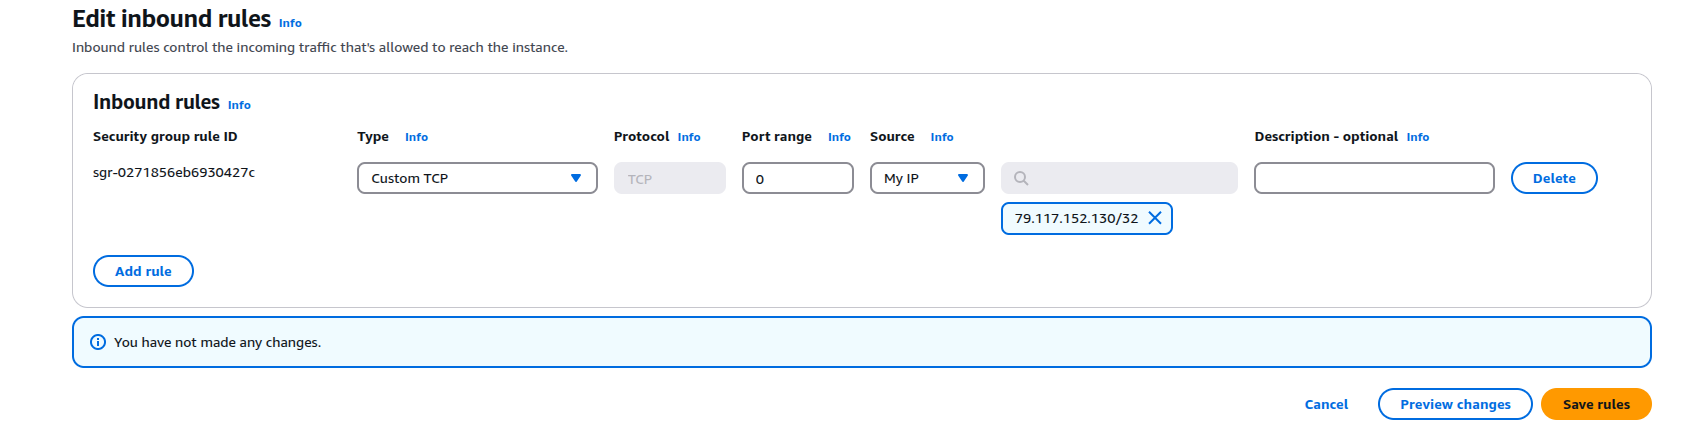 Edit inbound rules Info
Inbound rules control the incoming traffic that's allowed to reach the instance.
Inbound rules Info
Security group rule ID Type Info Protocol Info Port range Info Source Info Description - optional Info
sgr-0271856eb6930427c Custom TCP TCP 0 My IP Delete
79.117.152.130/32
Add rule
You have not made any changes.
Cancel Preview changes Save rules